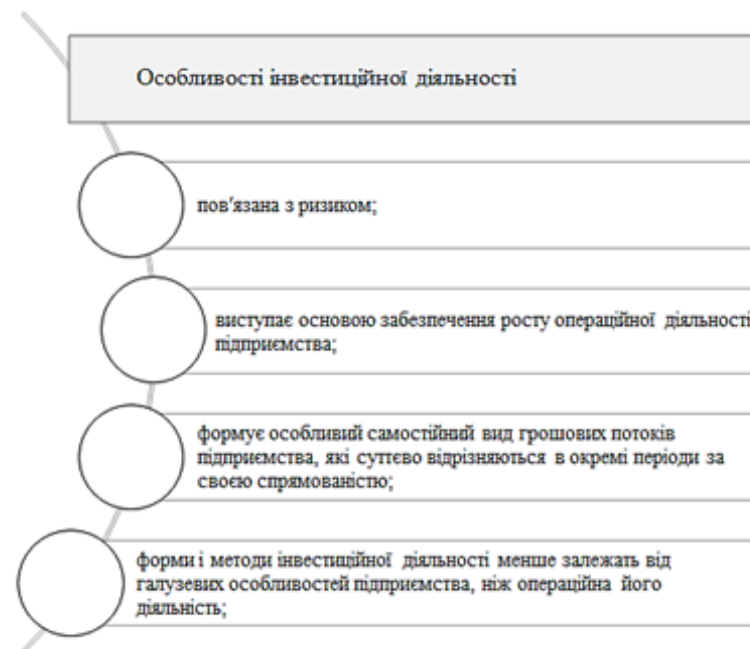 Особливості інвестиційної діяльності
пов’язана з ризиком;
виступає основою забезпечення росту операційної діяльності
підприємства;
формує особливий самостійний вид грошових потоків
підприємства, які суттєво відрізняються в окремі періоди за
своєю спрямованістю;
форми і методи інвестиційної діяльності менше залежать від
галузевих особливостей підприємства, ніж операційна його
діяльність;